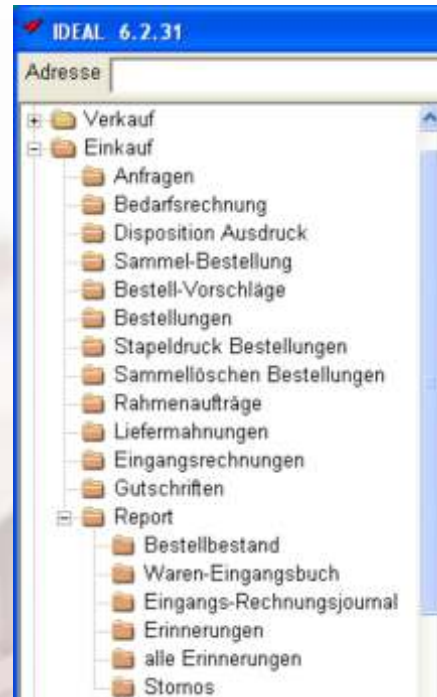 IDEAL 6.2.31
Adresse
Verkauf
Einkauf
Anfragen
Bedarfsrechnung
Disposition Ausdruck
Sammel-Bestellung
Bestell-Vorschläge
Bestellungen
Stapeldruck Bestellungen
Sammellöschen Bestellungen
Rahmenaufträge
Liefermahnungen
Eingangsrechnungen
Gutschriften
Report
Bestellbestand
Waren-Eingangsbuch
Eingangs-Rechnungsjournal
Erinnerungen
alle Erinnerungen
Stornos